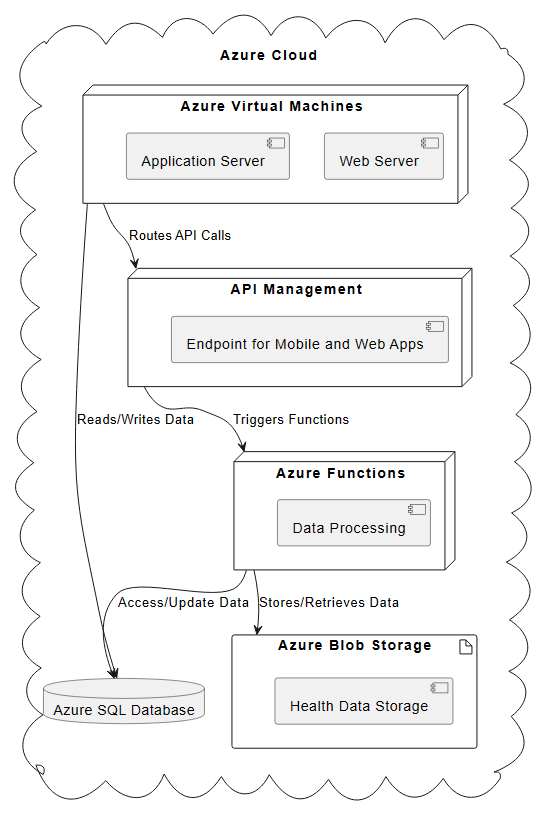 Azure Cloud
Azure Virtual Machines
Application Server
Web Server
Routes API Calls
API Management
Endpoint for Mobile and Web Apps
Reads/Writes Data
Triggers Functions
Azure Functions
Data Processing
Access/Update Data
Stores/Retrieves Data
Azure Blob Storage
Health Data Storage
Azure SQL Database